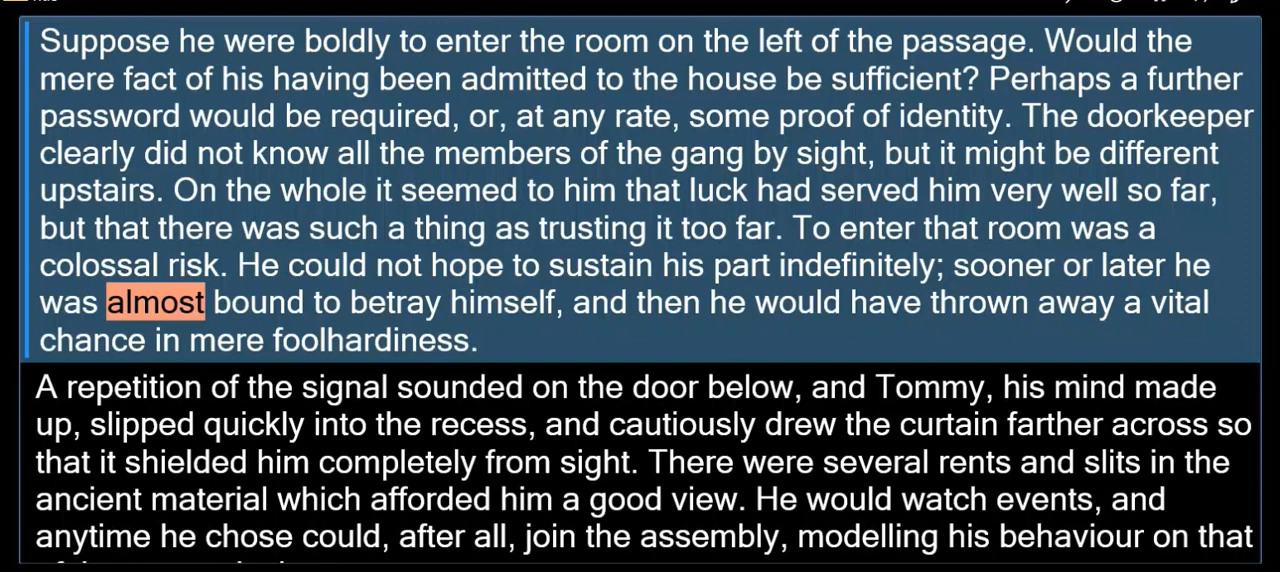 Suppose he were boldly to enter the room on the left of the passage. Would the
mere fact of his having been admitted to the house be sufficient? Perhaps a further
password would be required, or, at any rate, some proof of identity. The doorkeeper
clearly did not know all the members of the gang by sight, but it might be different
upstairs. On the whole it seemed to him that luck had served him very well so far,
but that there was such a thing as trusting it too far. To enter that room was a
colossal risk. He could not hope to sustain his part indefinitely; sooner or later he
was almost bound to betray himself, and then he would have thrown away a vital
chance in mere foolhardiness.
A repetition of the signal sounded on the door below, and Tommy, his mind made
up, slipped quickly into the recess, and cautiously drew the curtain farther across so
that it shielded him completely from sight. There were several rents and slits in the
ancient material which afforded him a good view. He would watch events, and
anytime he chose could, after all, join the assembly, modelling his behaviour on that